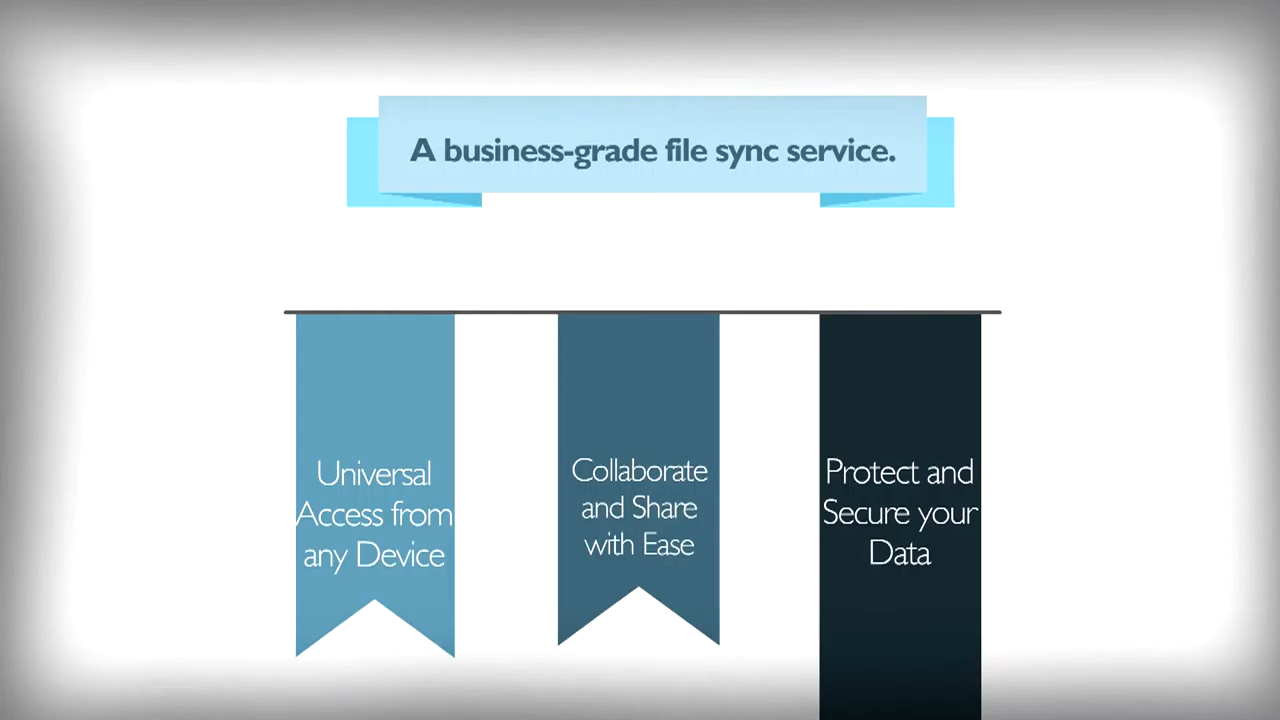 A business-grade file sync service.
Universal
Access from
any Device
Collaborate
and Share
with Ease
Protect and
Secure your
Data